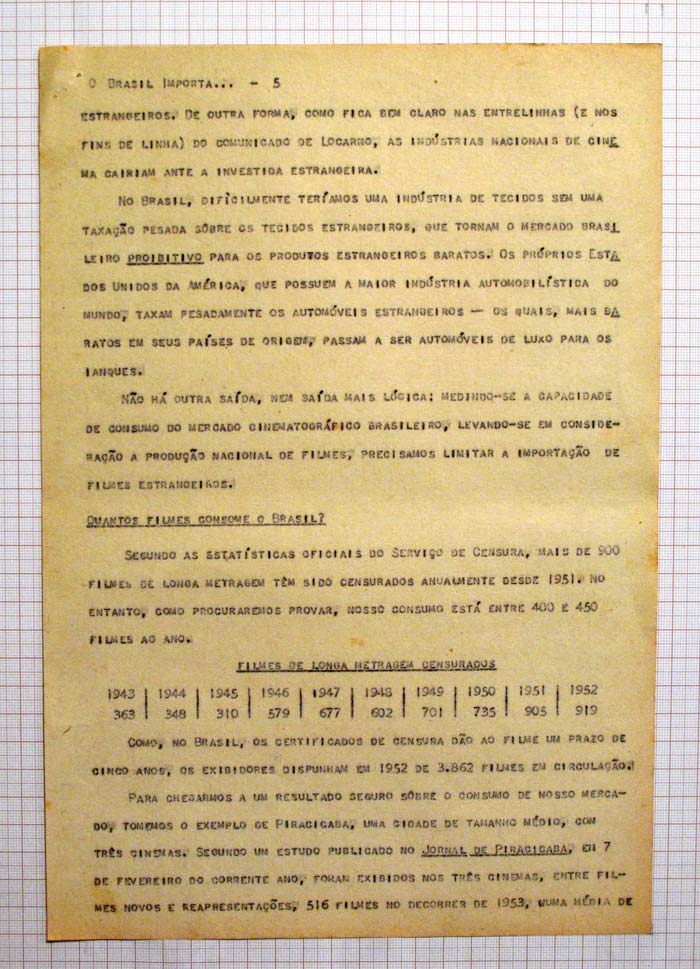 O BRASIL IMPORTA... - 5
ESTRANGEIROS. DE OUTRA FORMA, COMO FICA BEM CLARO NAS ENTRELINHAS (E NOS
FINS DE LINHA) DO COMUNICADO DE LOCARNO, AS INDÚSTRIAS NACIONAIS DE CINE
MA CAIRIAM ANTE A INVESTIDA ESTRANGEIRA.
NO BRASIL, DIFÌCILMENTE TERÍAMOS UMA INDÚSTRIA DE TECIDOS SEM UMA
TAXAÇÃO PESADA SÔBRE OS TECIDOS ESTRANGEIROS, QUE TORNAM O MERCADO BRASI
LEIRO PROIBITIVO PARA OS PRODUTOS ESTRANGEIROS BARATOS. OS PRÓPRIOS ESTA
DOS UNIDOS DA AMÉRICA, QUE POSSUEM A MAIOR INDÚSTRIA AUTOMOBILÍSTICA DO
MUNDO, TAXAM PESADAMENTE OS AUTOMÓVEIS ESTRANGEIROS — OS QUAIS, MAIS BA
RATOS EM SEUS PAÍSES DE ORIGEM, PASSAM A SER AUTOMÓVEIS DE LUXO PARA OS
IANQUES.
NÃO HÁ OUTRA SAÍDA, NEM SAÍDA MAIS LÓGICA: MEDINDO-SE A CAPACIDADE
DE CONSUMO DO MERCADO CINEMATOGRÁFICO BRASILEIRO, LEVANDO-SE EM CONSIDE-
RAÇÃO A PRODUÇÃO NACIONAL DE FILMES, PRECISAMOS LIMITAR A IMPORTAÇÃO DE
FILMES ESTRANGEIROS.
QUANTOS FILMES CONSOME O BRASIL?
SEGUNDO AS ESTATÍSTICAS OFICIAIS DO SERVIÇO DE CENSURA, MAIS DE 900
FILMES DE LONGA METRAGEM TÊM SIDO CENSURADOS ANUALMENTE DESDE 1951. NO
ENTANTO, COMO PROCURAREMOS PROVAR, NOSSO CONSUMO ESTÁ ENTRE 400 E 450
FILMES AO ANO.
FILMES DE LONGA METRAGEM CENSURADOS
1943 | 1944 | 1945 | 1946 | 1947 | 1948 | 1949 | 1950 | 1951 | 1952
363 | 348 | 310 | 579 | 677 | 602 | 701 | 735 | 905 | 919
COMO, NO BRASIL, OS CERTIFICADOS DE CENSURA DÃO AO FILME UM PRAZO DE
CINCO ANOS, OS EXIBIDORES DISPUNHAM EM 1952 DE 3.862 FILMES EM CIRCULAÇÃO.
PARA CHEGARMOS A UM RESULTADO SEGURO SÔBRE O CONSUMO DE NOSSO MERCA-
DO, TOMEMOS O EXEMPLO DE PIRACICABA, UMA CIDADE DE TAMANHO MÉDIO, COM
TRÊS CINEMAS. SEGUNDO UM ESTUDO PUBLICADO NO JORNAL DE PIRACICABA, EM 7
DE FEVEREIRO DO CORRENTE ANO, FORAM EXIBIDOS NOS TRÊS CINEMAS, ENTRE FIL-
MES NOVOS E REAPRESENTAÇÕES, 516 FILMES NO DECORRER DE 1953, NUMA MÉDIA DE